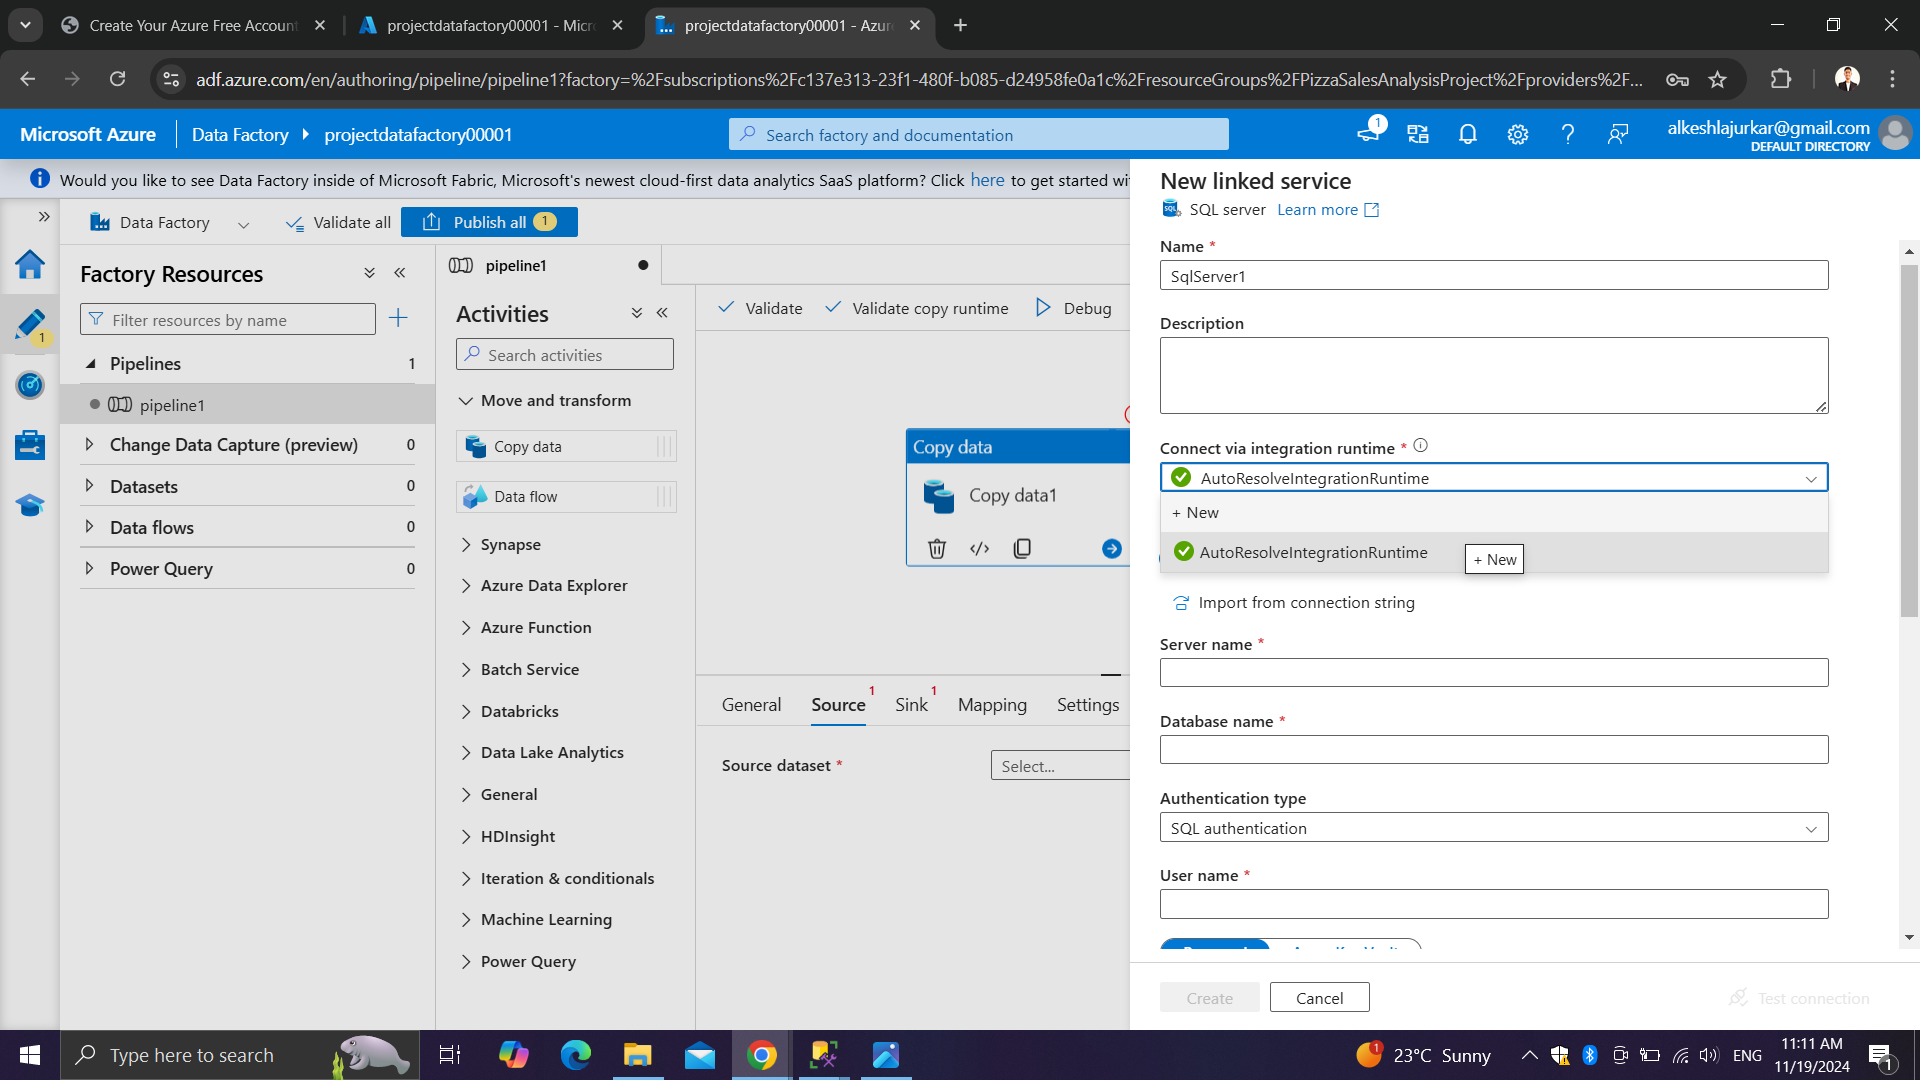 Create Your Azure Free Account
projectdatafactory00001 - Micro
projectdatafactory00001 - Azure
adf.azure.com/en/authoring/pipeline/pipeline1?factory=%2Fsubscriptions%2Fc137e313-23f1-480f-b085-d24958fe0a1c%2FresourceGroups%2FPizzaSalesAnalysisProject%2Fproviders%2F...
Microsoft Azure
Data Factory
projectdatafactory00001
Search factory and documentation
1
alkeshlajurkar@gmail.com
DEFAULT DIRECTORY
Would you like to see Data Factory inside of Microsoft Fabric, Microsoft's newest cloud-first data analytics SaaS platform? Click here to get started wi
Data Factory
Validate all
Publish all 1
Factory Resources
Filter resources by name
1
Pipelines 1
pipeline1
Change Data Capture (preview) 0
Datasets 0
Data flows 0
Power Query 0
pipeline1
Activities
Search activities
Move and transform
Copy data
Data flow
Synapse
Azure Data Explorer
Azure Function
Batch Service
Databricks
Data Lake Analytics
General
HDInsight
Iteration & conditionals
Machine Learning
Power Query
Validate
Validate copy runtime
Debug
Copy data
Copy data1
General
Source 1
Sink 1
Mapping
Settings
Source dataset *
Select...
New linked service
SQL
SQL server Learn more
Name *
SqlServer1
Description
Connect via integration runtime *
AutoResolveIntegrationRuntime
+ New
AutoResolveIntegrationRuntime
+ New
Import from connection string
Server name *
Database name *
Authentication type
SQL authentication
User name *
Create
Cancel
Test connection
Type here to search
1
23°C Sunny
ENG
11:11 AM
11/19/2024
1